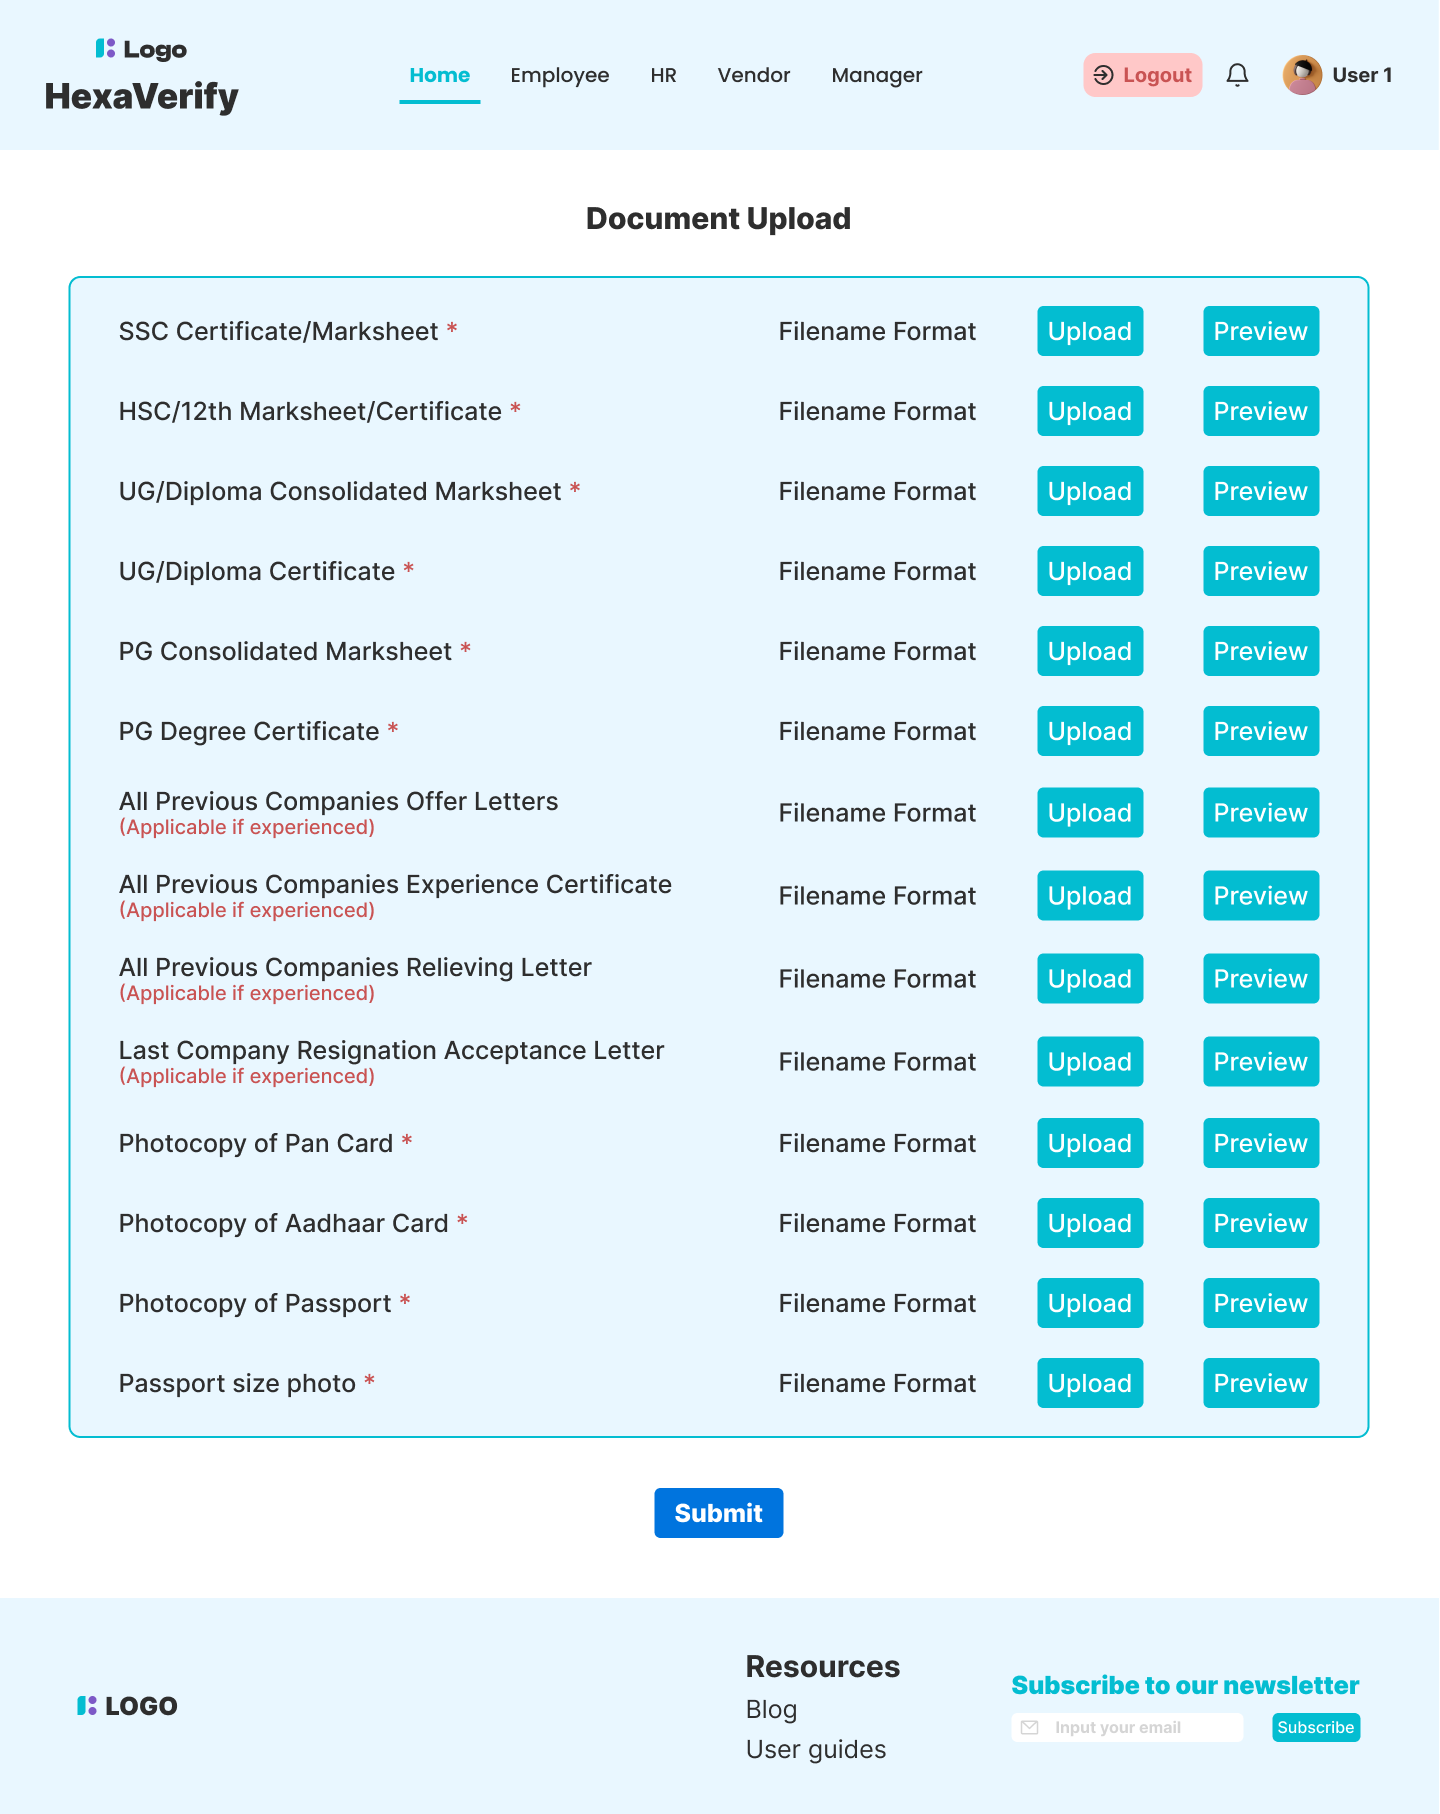 Logo
HexaVerify
Home Employee HR Vendor Manager
Logout
User 1
Document Upload
SSC Certificate/Marksheet * Filename Format Upload Preview
HSC/12th Marksheet/Certificate * Filename Format Upload Preview
UG/Diploma Consolidated Marksheet * Filename Format Upload Preview
UG/Diploma Certificate * Filename Format Upload Preview
PG Consolidated Marksheet * Filename Format Upload Preview
PG Degree Certificate * Filename Format Upload Preview
All Previous Companies Offer Letters
(Applicable if experienced)
Filename Format Upload Preview
All Previous Companies Experience Certificate
(Applicable if experienced)
Filename Format Upload Preview
All Previous Companies Relieving Letter
(Applicable if experienced)
Filename Format Upload Preview
Last Company Resignation Acceptance Letter
(Applicable if experienced)
Filename Format Upload Preview
Photocopy of Pan Card * Filename Format Upload Preview
Photocopy of Aadhaar Card * Filename Format Upload Preview
Photocopy of Passport * Filename Format Upload Preview
Passport size photo * Filename Format Upload Preview
Submit
LOGO
Resources
Blog
User guides
Subscribe to our newsletter
Input your email Subscribe